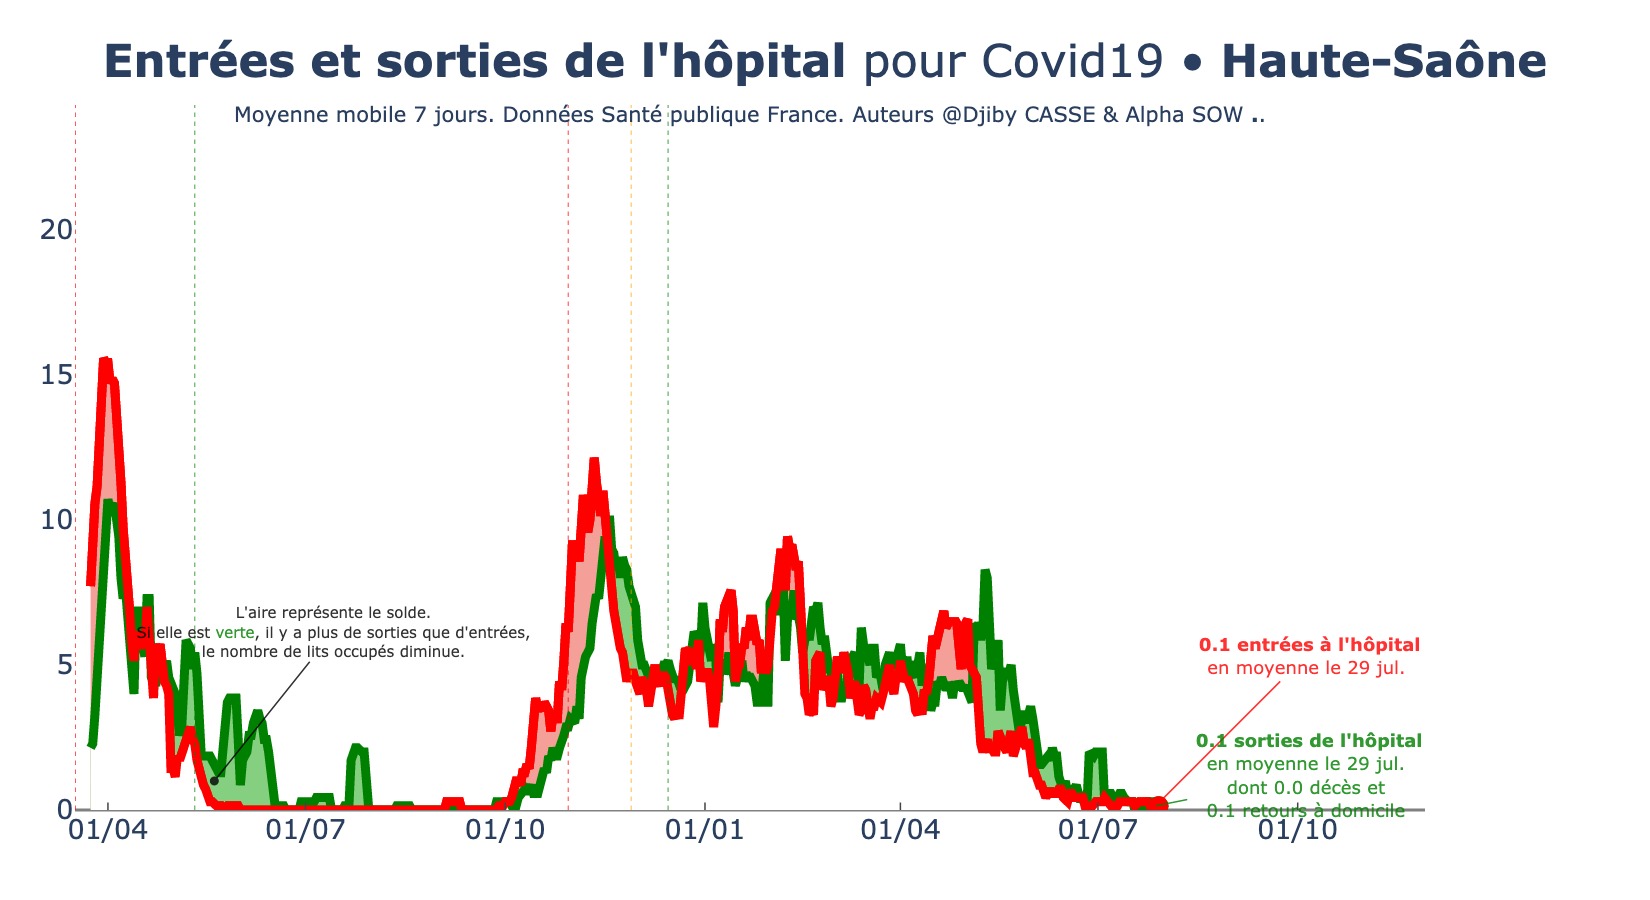 Entrées et sorties de l'hôpital pour Covid19 • Haute-Saône
Moyenne mobile 7 jours. Données Santé publique France. Auteurs @Djiby CASSE & Alpha SOW ..
20
15
10
5
0
L'aire représente le solde.
Si elle est verte, il y a plus de sorties que d'entrées,
le nombre de lits occupés diminue.
0.1 entrées à l'hôpital
en moyenne le 29 jul.
0.1 sorties de l'hôpital
en moyenne le 29 jul.
dont 0.0 décès et
0.1 retours à domicile
01/04 01/07 01/10 01/01 01/04 01/07 01/10